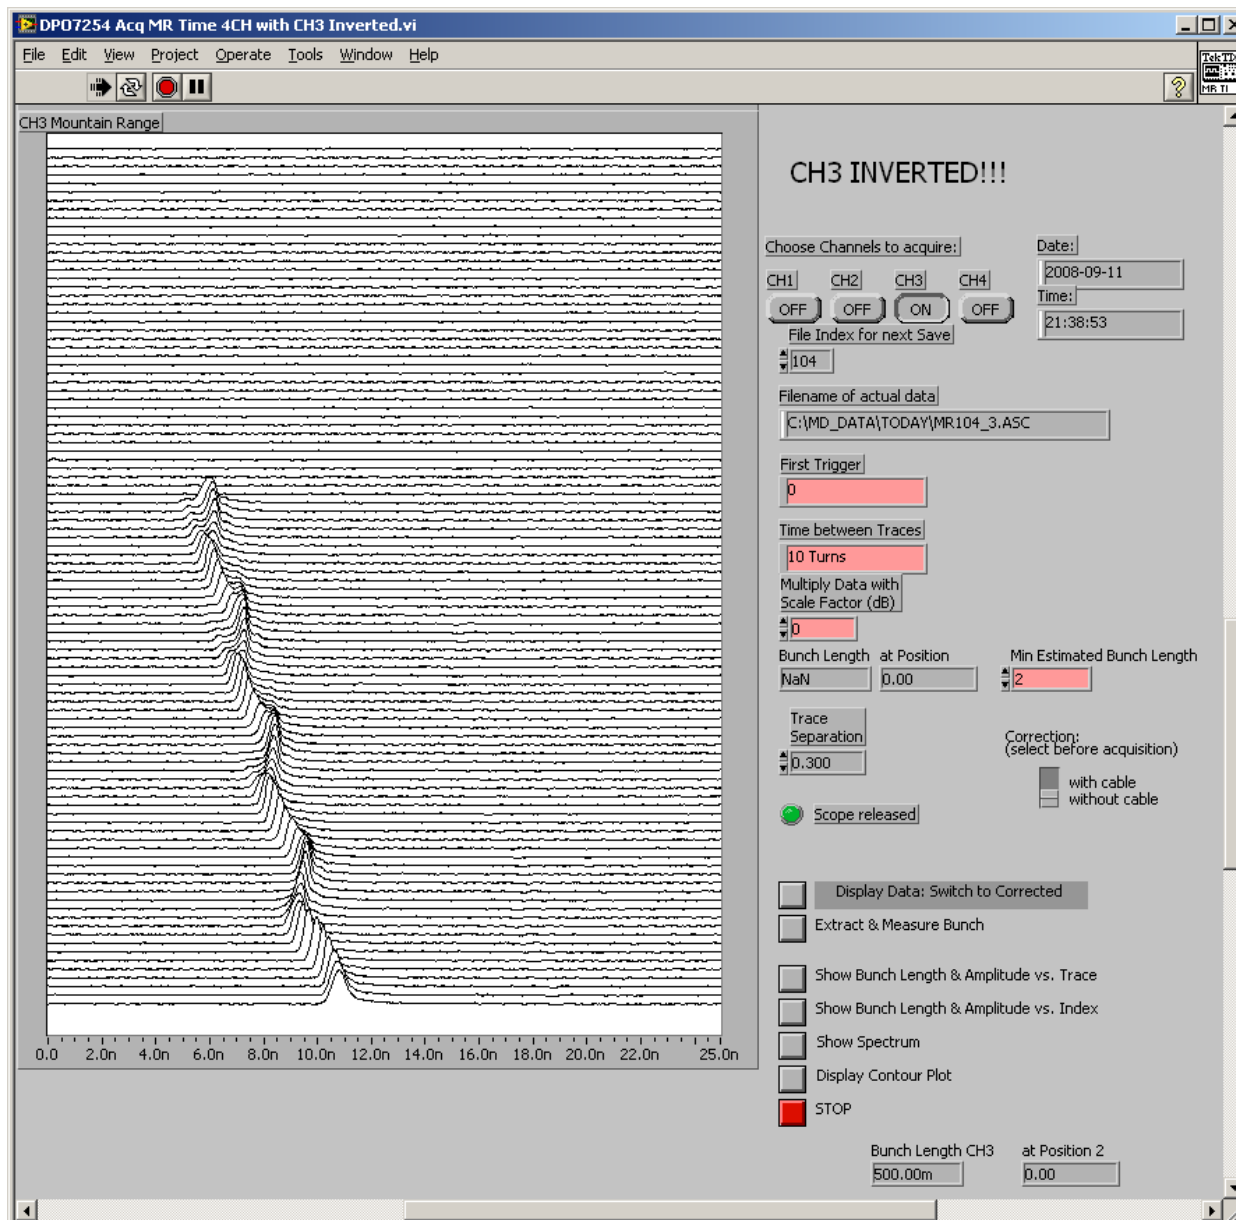 DPO7254 Acq MR Time 4CH with CH3 Inverted.vi
File Edit View Project Operate Tools Window Help
MR TI
CH3 Mountain Range
CH3 INVERTED!!!
Choose Channels to acquire:
Date:
2008-09-11
CH1 CH2 CH3 CH4
Time:
OFF OFF ON OFF
21:38:53
File Index for next Save
104
Filename of actual data
C:\MD_DATA\TODAY\MR104_3.ASC
First Trigger
0
Time between Traces
10 Turns
Multiply Data with
Scale Factor (dB)
0
Bunch Length at Position Min Estimated Bunch Length
NaN 0.00 2
Trace
Separation
0.300
Correction:
(select before acquisition)
with cable
without cable
Scope released
Display Data: Switch to Corrected
Extract & Measure Bunch
Show Bunch Length & Amplitude vs. Trace
Show Bunch Length & Amplitude vs. Index
Show Spectrum
Display Contour Plot
STOP
0.0 2.0n 4.0n 6.0n 8.0n 10.0n 12.0n 14.0n 16.0n 18.0n 20.0n 22.0n 25.0n
Bunch Length CH3 at Position 2
500.00m 0.00